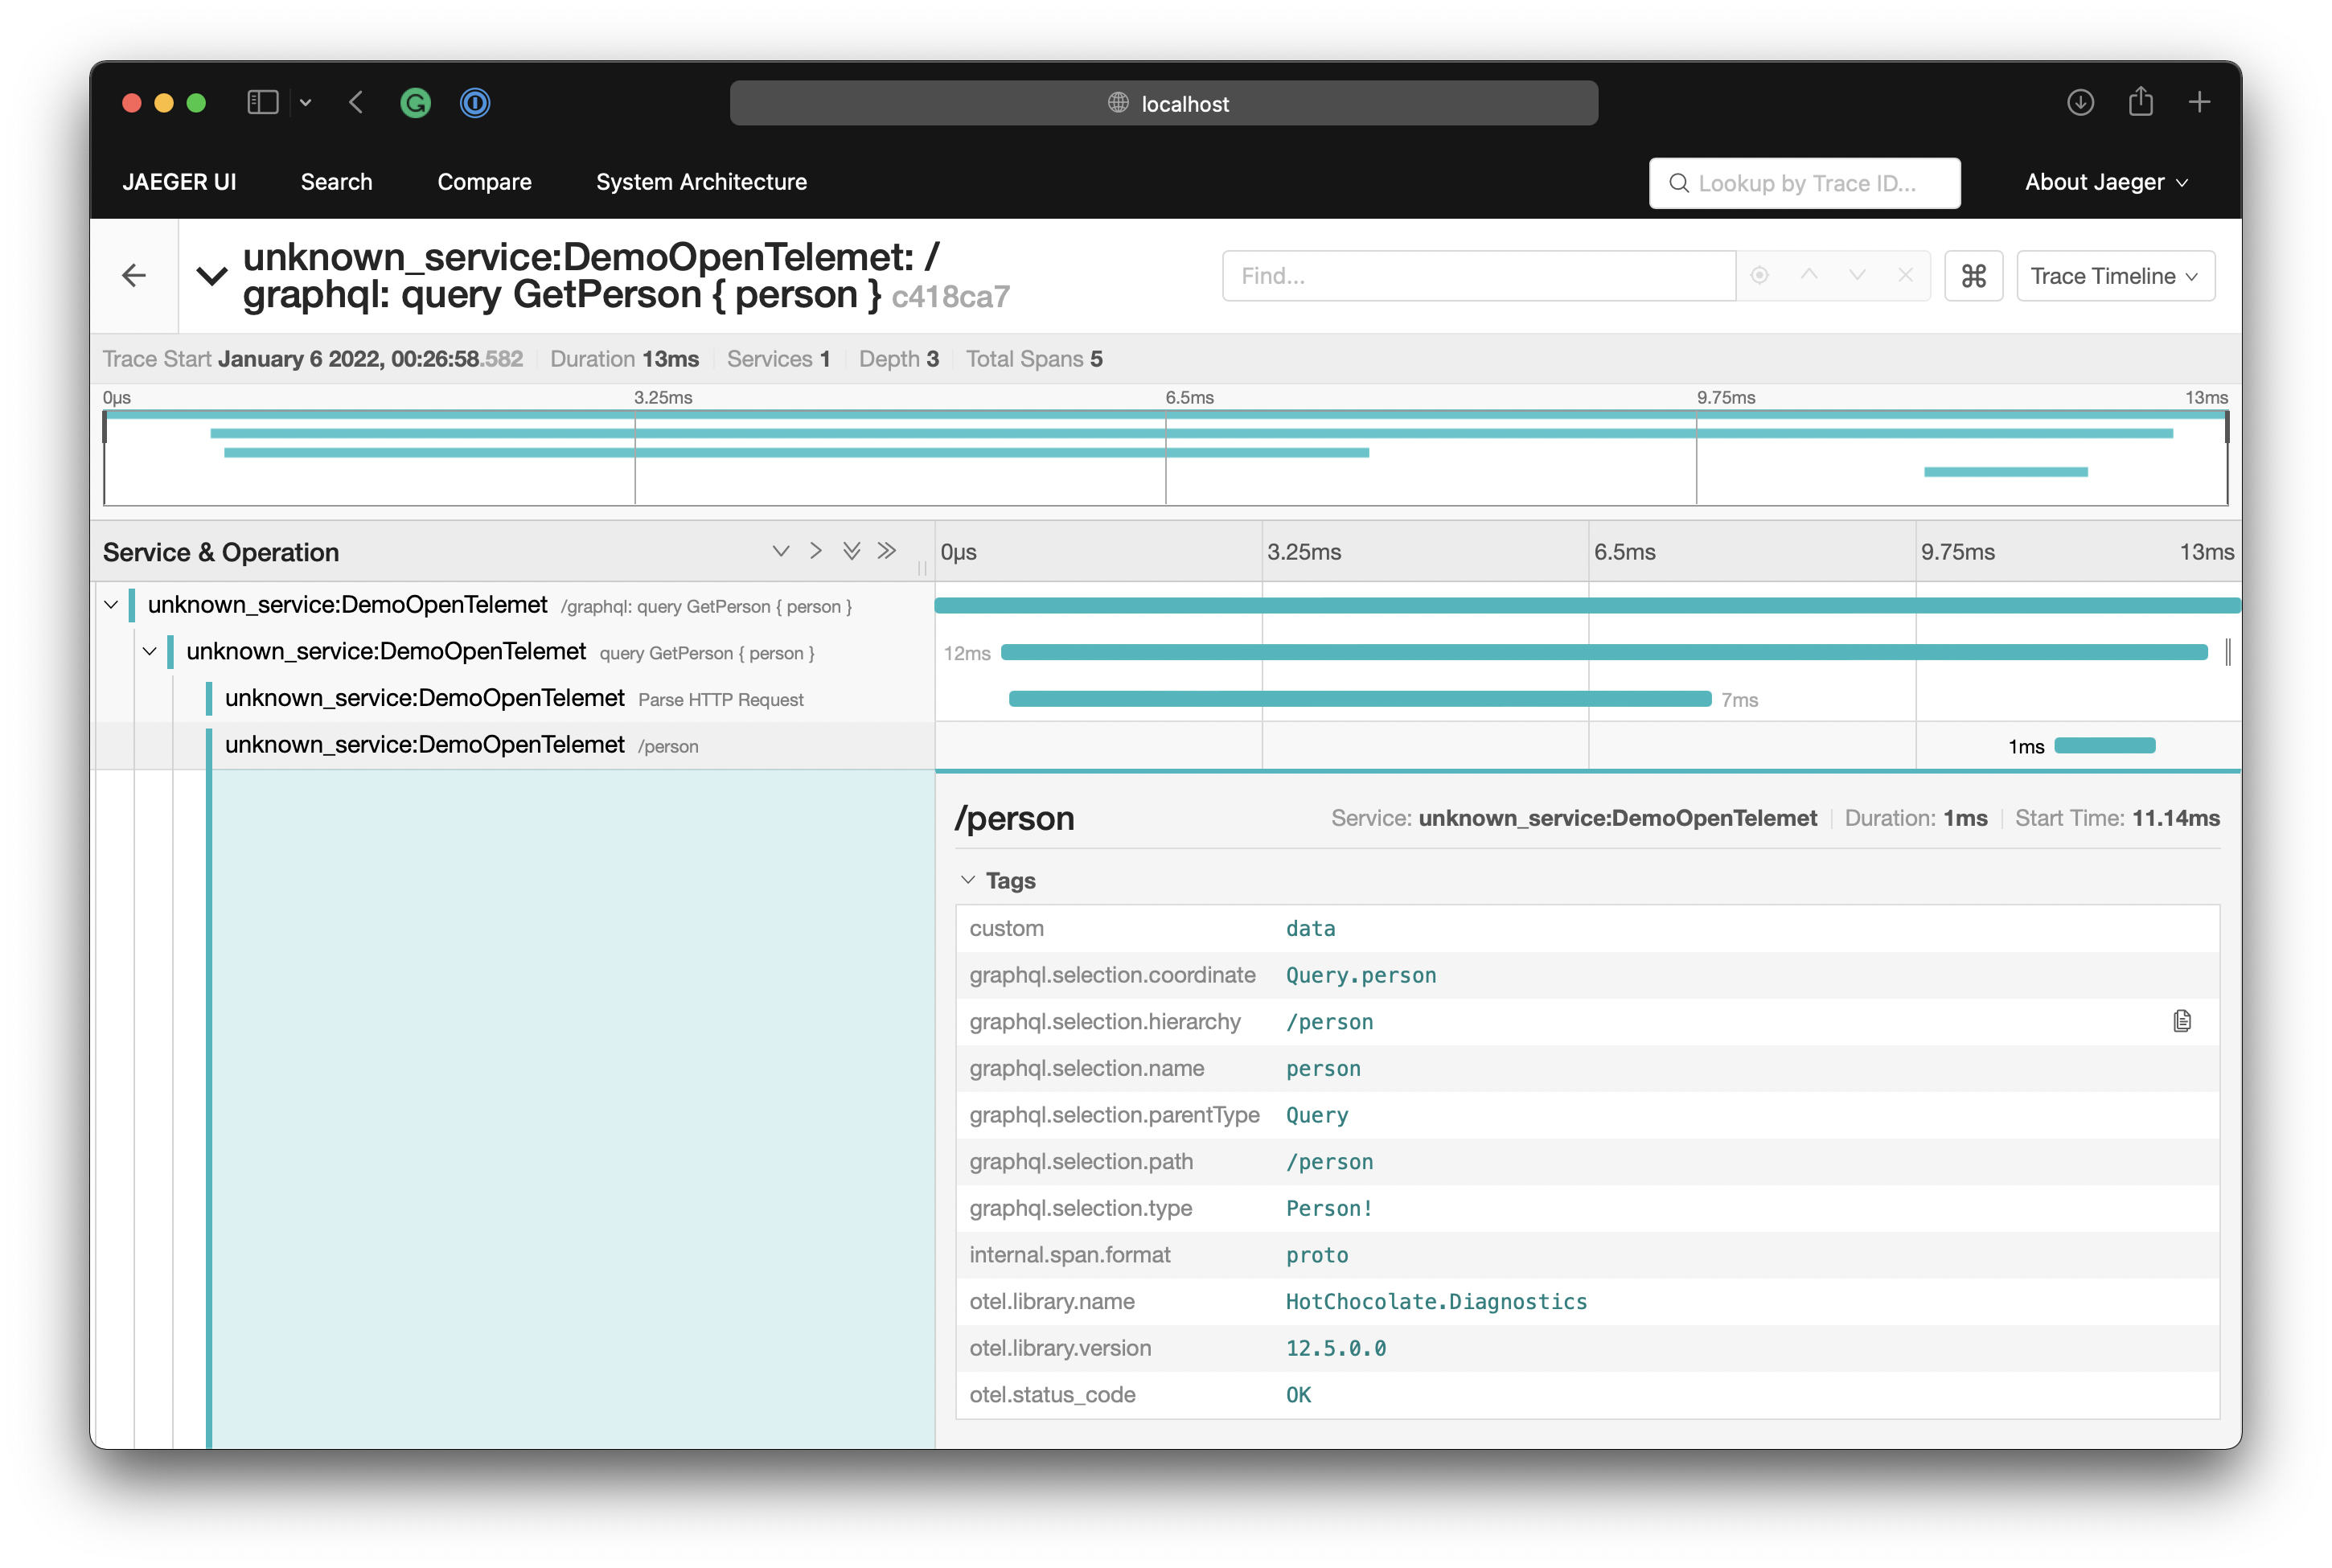 localhost
JAEGER UI Search Compare System Architecture Lookup by Trace ID... About Jaeger
unknown_service:DemoOpenTelemet: /
graphql: query GetPerson { person } c418ca7
Find...
Trace Timeline
Trace Start January 6 2022, 00:26:58.582 Duration 13ms Services 1 Depth 3 Total Spans 5
0μs 3.25ms 6.5ms 9.75ms 13ms
Service & Operation 0μs 3.25ms 6.5ms 9.75ms 13ms
unknown_service:DemoOpenTelemet /graphql: query GetPerson { person }
unknown_service:DemoOpenTelemet query GetPerson { person } 12ms
unknown_service:DemoOpenTelemet Parse HTTP Request 7ms
unknown_service:DemoOpenTelemet /person 1ms
/person Service: unknown_service:DemoOpenTelemet Duration: 1ms Start Time: 11.14ms
Tags
custom data
graphql.selection.coordinate Query.person
graphql.selection.hierarchy /person
graphql.selection.name person
graphql.selection.parentType Query
graphql.selection.path /person
graphql.selection.type Person!
internal.span.format proto
otel.library.name HotChocolate.Diagnostics
otel.library.version 12.5.0.0
otel.status_code OK